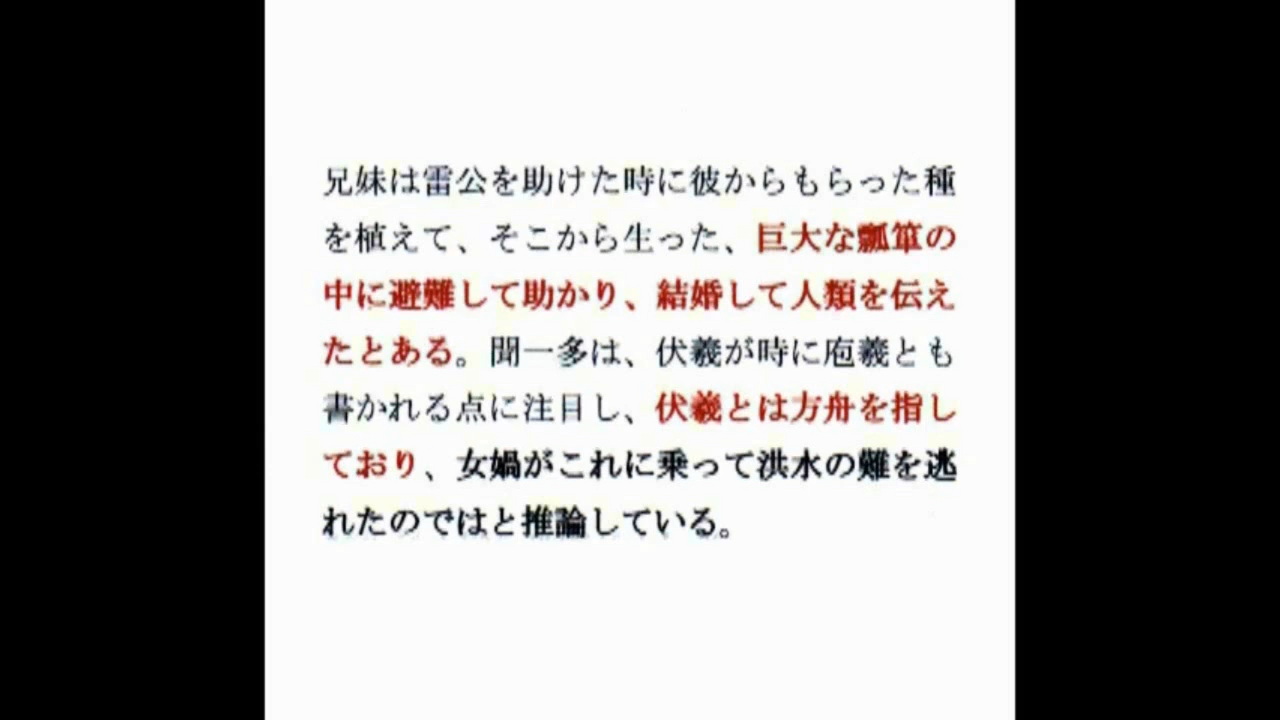 兄妹は雷公を助けた時に彼からもらった種
を植えて、そこから生った、巨大な瓢箪の
中に避難して助かり、結婚して人類を伝え
たとある。聞一多は、伏羲が時に庖羲とも
書かれる点に注目し、伏羲とは方舟を指し
ており、女媧がこれに乗って洪水の難を逃
れたのではと推論している。